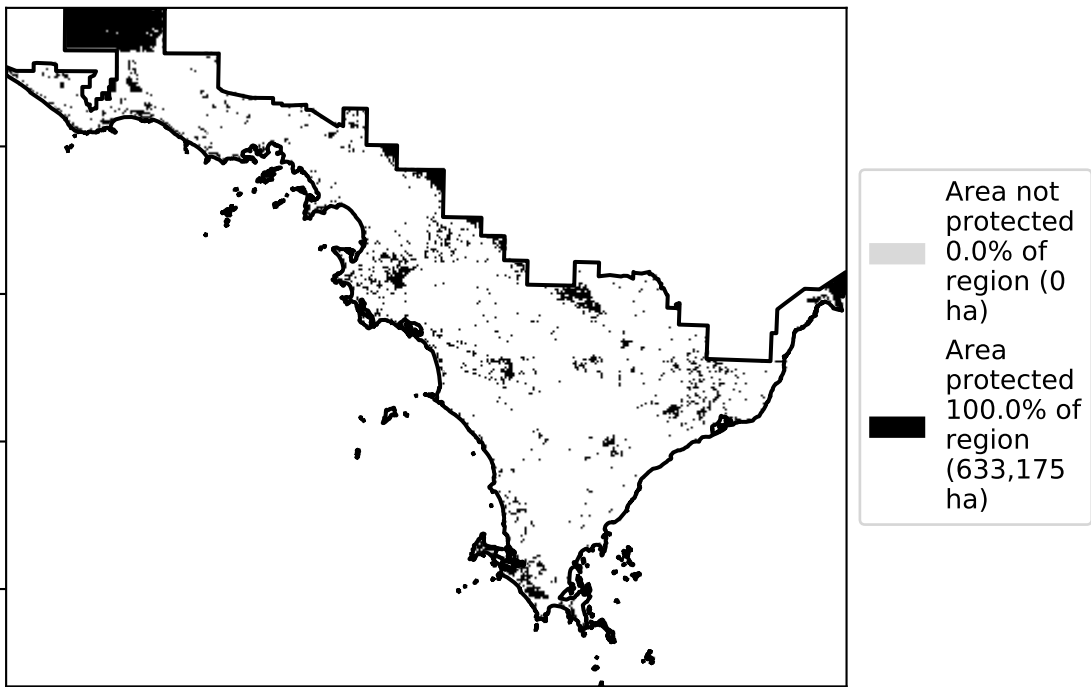 Area not
protected
0.0% of
region (0
ha)
Area
protected
100.0% of
region
(633,175
ha)